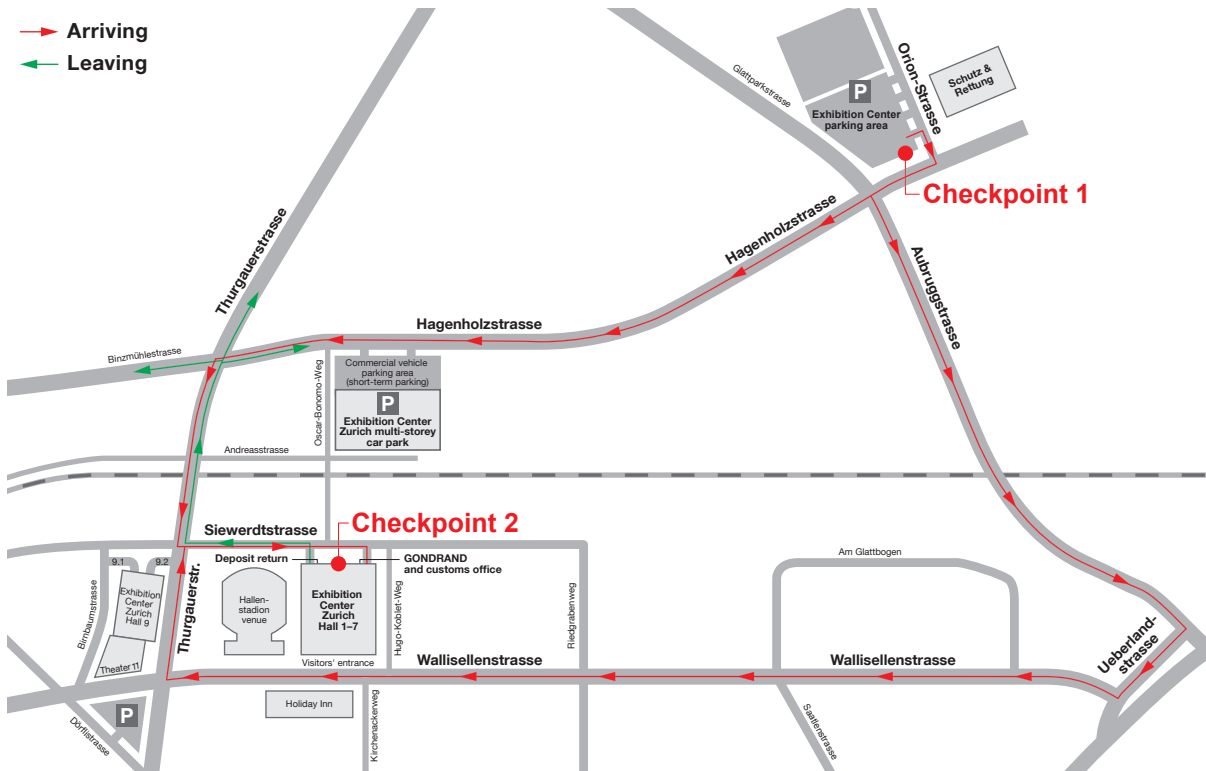 Arriving
Leaving
Glattparkstrasse
P
Exhibition Center
parking area
Orion-Strasse
Schutz &
Rettung
Checkpoint 1
Hagenholzstrasse
Aubruggstrasse
Thurgauerstrasse
Hagenholzstrasse
Binzmühlestrasse
Commercial vehicle
parking area
(short-term parking)
P
Exhibition Center
Zurich multi-storey
car park
Oscar-Bonomo-Weg
Andreasstrasse
Siewerdtstrasse
Checkpoint 2
9.1
9.2
Deposit return
GONDRAND
and customs office
Am Glattbogen
Birnbaumstrasse
Exhibition
Center
Zurich
Hall 9
Theater 11
Thurgauerstr.
Hallen-
stadion
venue
Exhibition
Center
Zurich
Hall 1–7
Visitors' entrance
Hugo-Koblet-Weg
Riedgrabenweg
Wallisellenstrasse
Wallisellenstrasse
Ueberland-
strasse
Holiday Inn
Kirchenackerweg
Saatlenstrasse
P
Dörflistrasse